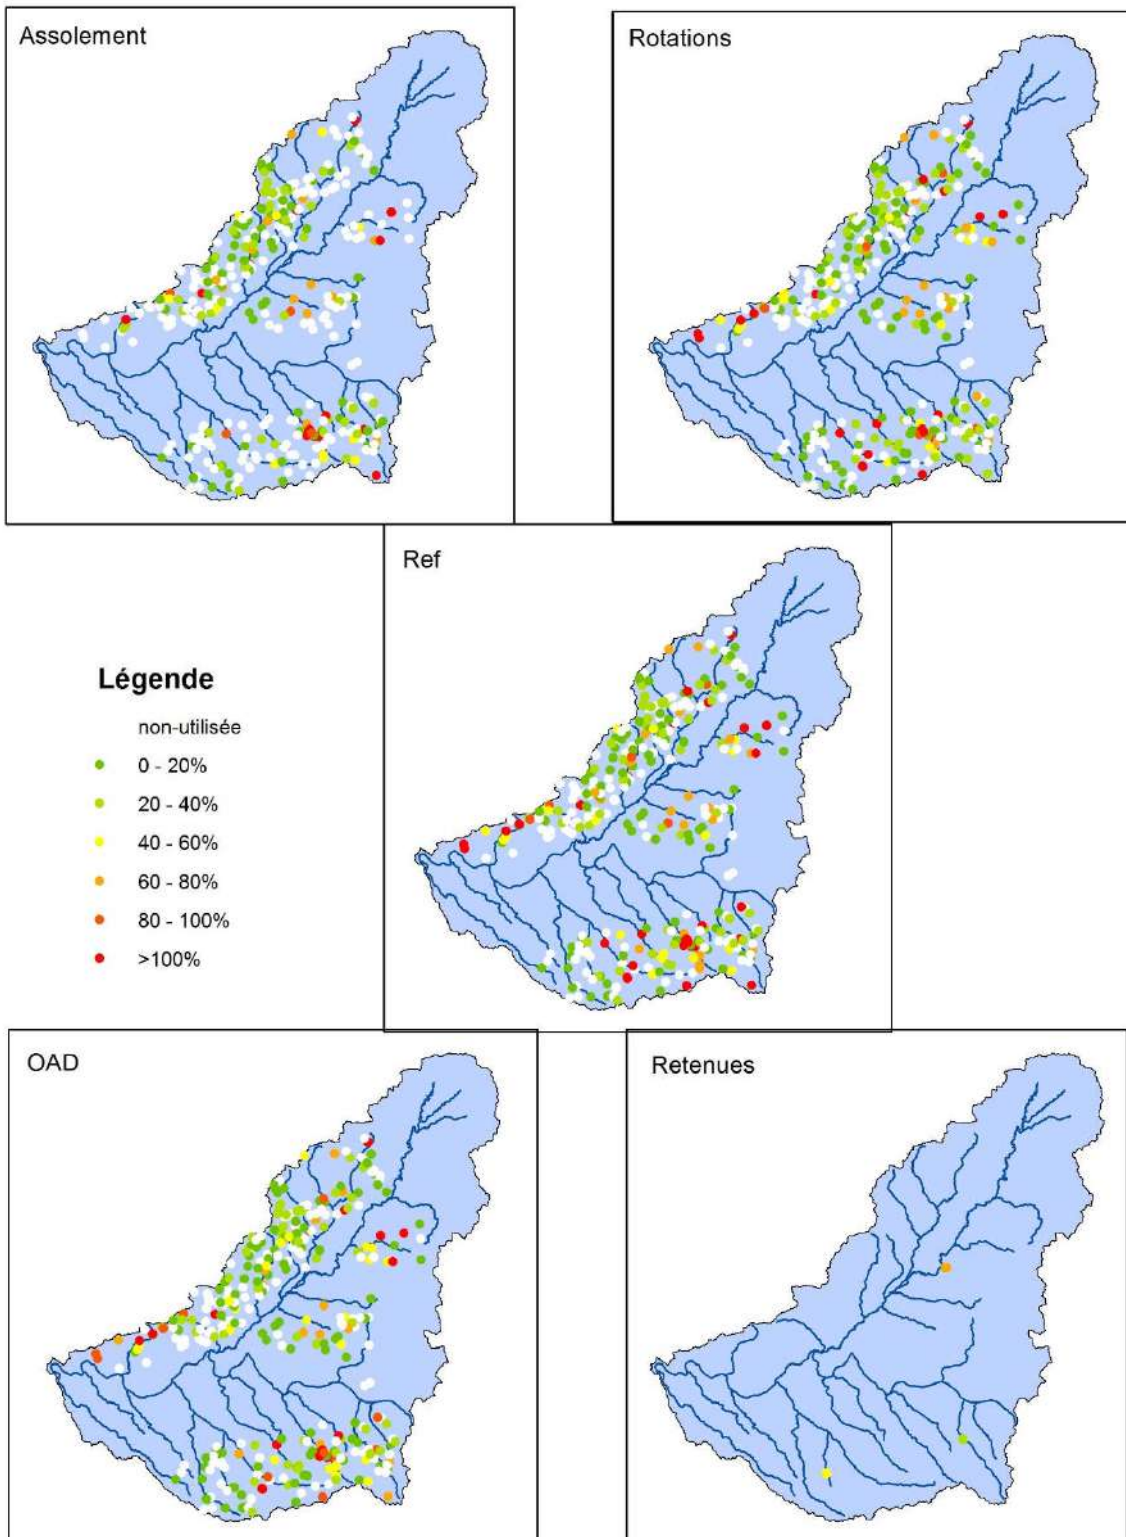 Assolement
Rotations
Ref
Légende
non-utilisée
0 - 20%
20 - 40%
40 - 60%
60 - 80%
80 - 100%
>100%
OAD
Retenues